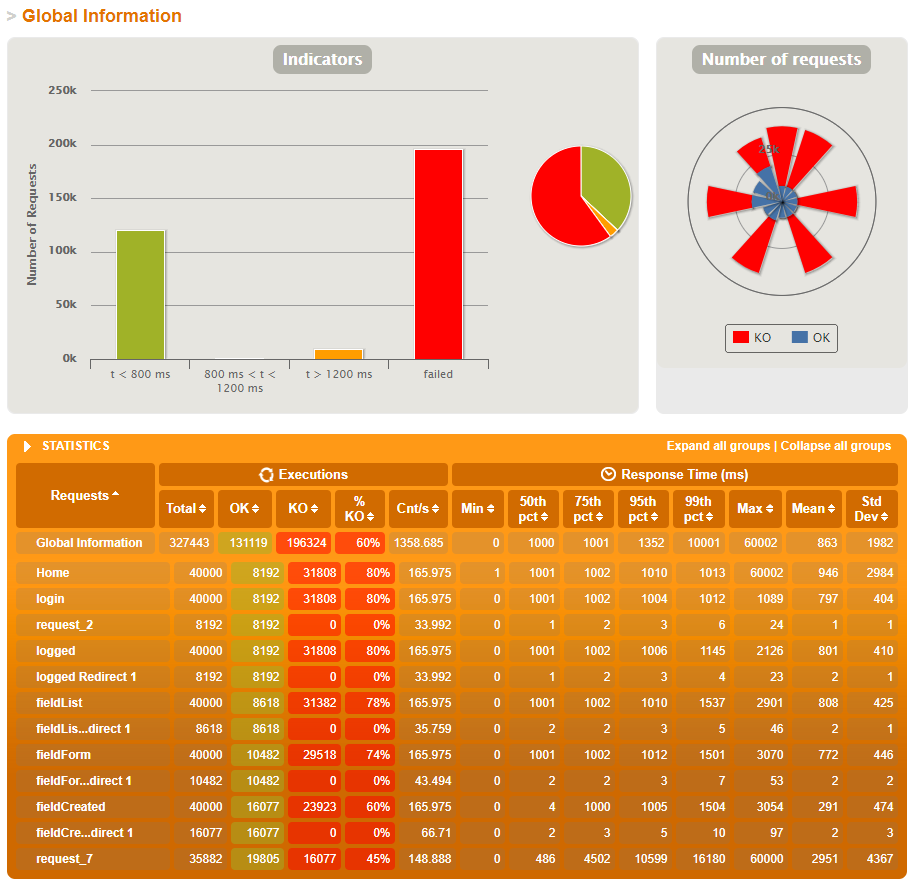 > Global Information
Indicators
250k
200k
150k
100k
50k
0k
Number of Requests
t < 800 ms
800 ms < t <
1200 ms
t > 1200 ms
failed
Number of requests
25k
KO OK
STATISTICS Expand all groups | Collapse all groups
Requests Executions Response Time (ms)
Total OK % KO KO Cnt/s Min 50th pct 75th pct 95th pct 99th pct Max Mean Std Dev
Global Information 327443 131119 196324 60% 1358.685 0 1000 1001 1352 10001 60002 863 1982
Home 40000 8192 31808 80% 165.975 1 1001 1002 1010 1013 60002 946 2984
login 40000 8192 31808 80% 165.975 0 1001 1002 1004 1012 1089 797 404
request_2 8192 8192 0 0% 33.992 0 1 2 3 6 24 1 1
logged 40000 8192 31808 80% 165.975 0 1001 1002 1006 1145 2126 801 410
logged Redirect 1 8192 8192 0 0% 33.992 0 1 2 3 4 23 2 1
fieldList 40000 8618 31382 78% 165.975 0 1001 1002 1010 1537 2901 808 425
fieldLis...direct 1 8618 8618 0 0% 35.759 0 2 2 3 5 46 2 1
fieldForm 40000 10482 29518 74% 165.975 0 1001 1002 1012 1501 3070 772 446
fieldFor...direct 1 10482 10482 0 0% 43.494 0 2 2 3 7 53 2 2
fieldCreated 40000 16077 23923 60% 165.975 0 4 1000 1005 1504 3054 291 474
fieldCre...direct 1 16077 16077 0 0% 66.71 0 2 3 5 10 97 2 3
request_7 35882 19805 16077 45% 148.888 0 486 4502 10599 16180 60000 2951 4367